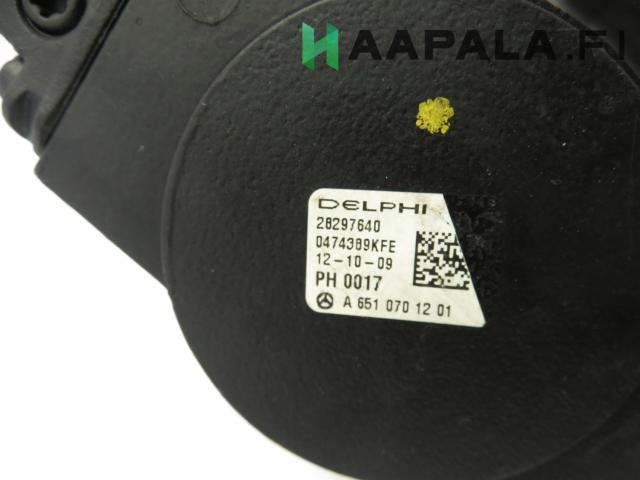 HAAPALA.FI
DELPHI
28297640
0474389KFE
12-10-09
PH 0017
A 651 070 12 01